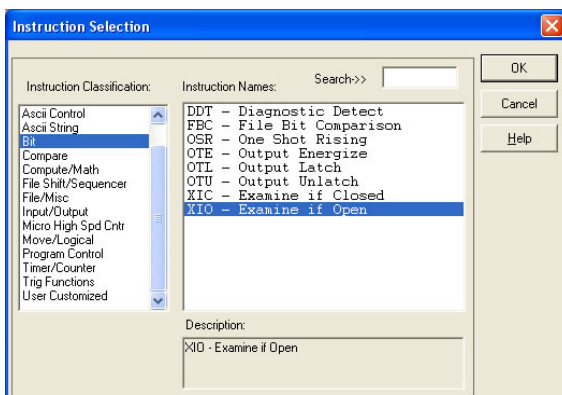 Instruction Selection
Instruction Classification:
Ascii Control
Ascii String
Bit
Compare
Compute/Math
File Shift/Sequencer
File/Misc
Input/Output
Micro High Spd Cntr
Move/Logical
Program Control
Timer/Counter
Trig Functions
User Customized
Instruction Names:
Search->>
DDT - Diagnostic Detect
FBC - File Bit Comparison
OSR - One Shot Rising
OTE - Output Energize
OTL - Output Latch
OTU - Output Unlatch
XIC - Examine if Closed
XIO - Examine if Open
Description:
XIO - Examine if Open
OK
Cancel
Help